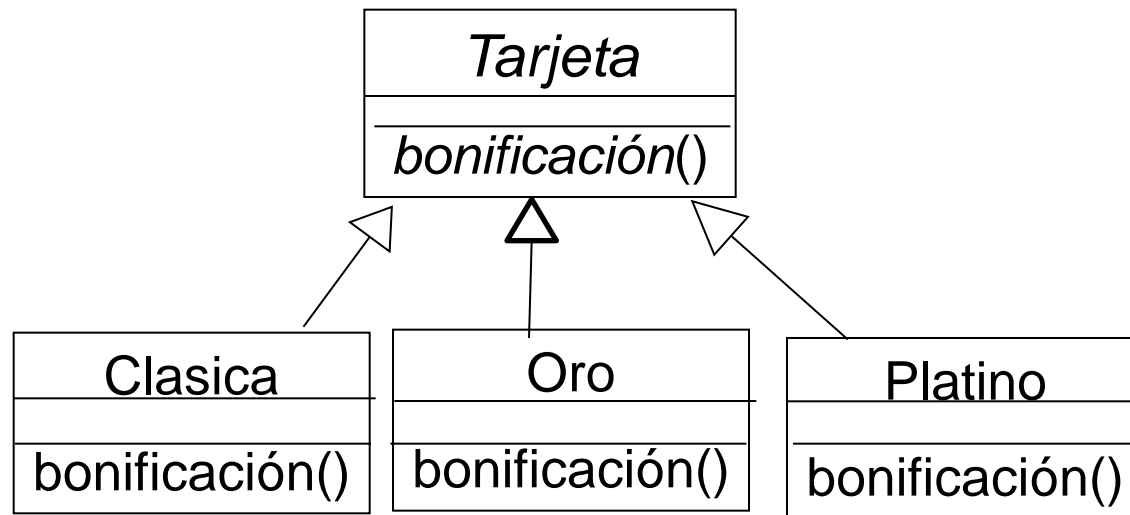 Tarjeta
bonificación()
Clasica
bonificación()
Oro
bonificación()
Platino
bonificación()